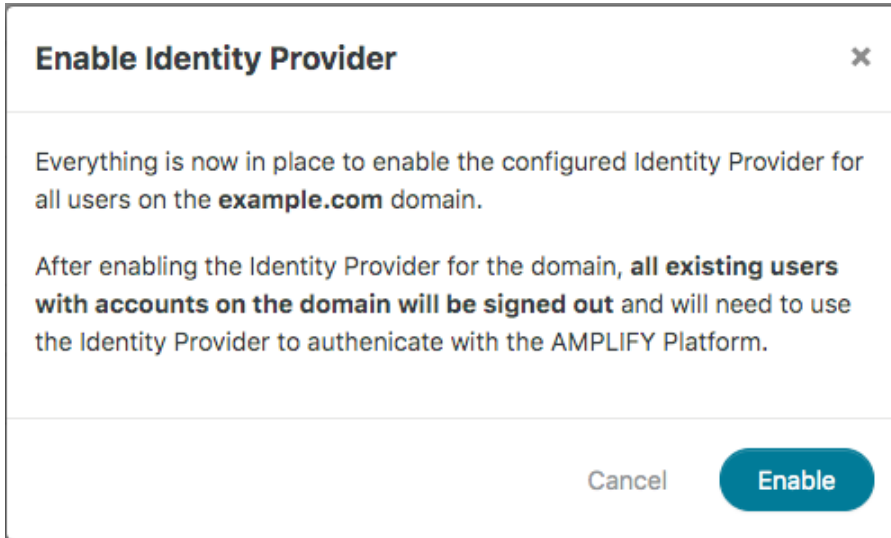 Enable Identity Provider
×
Everything is now in place to enable the configured Identity Provider for
all users on the example.com domain.
After enabling the Identity Provider for the domain, all existing users
with accounts on the domain will be signed out and will need to use
the Identity Provider to authenicate with the AMPLIFY Platform.
Cancel
Enable